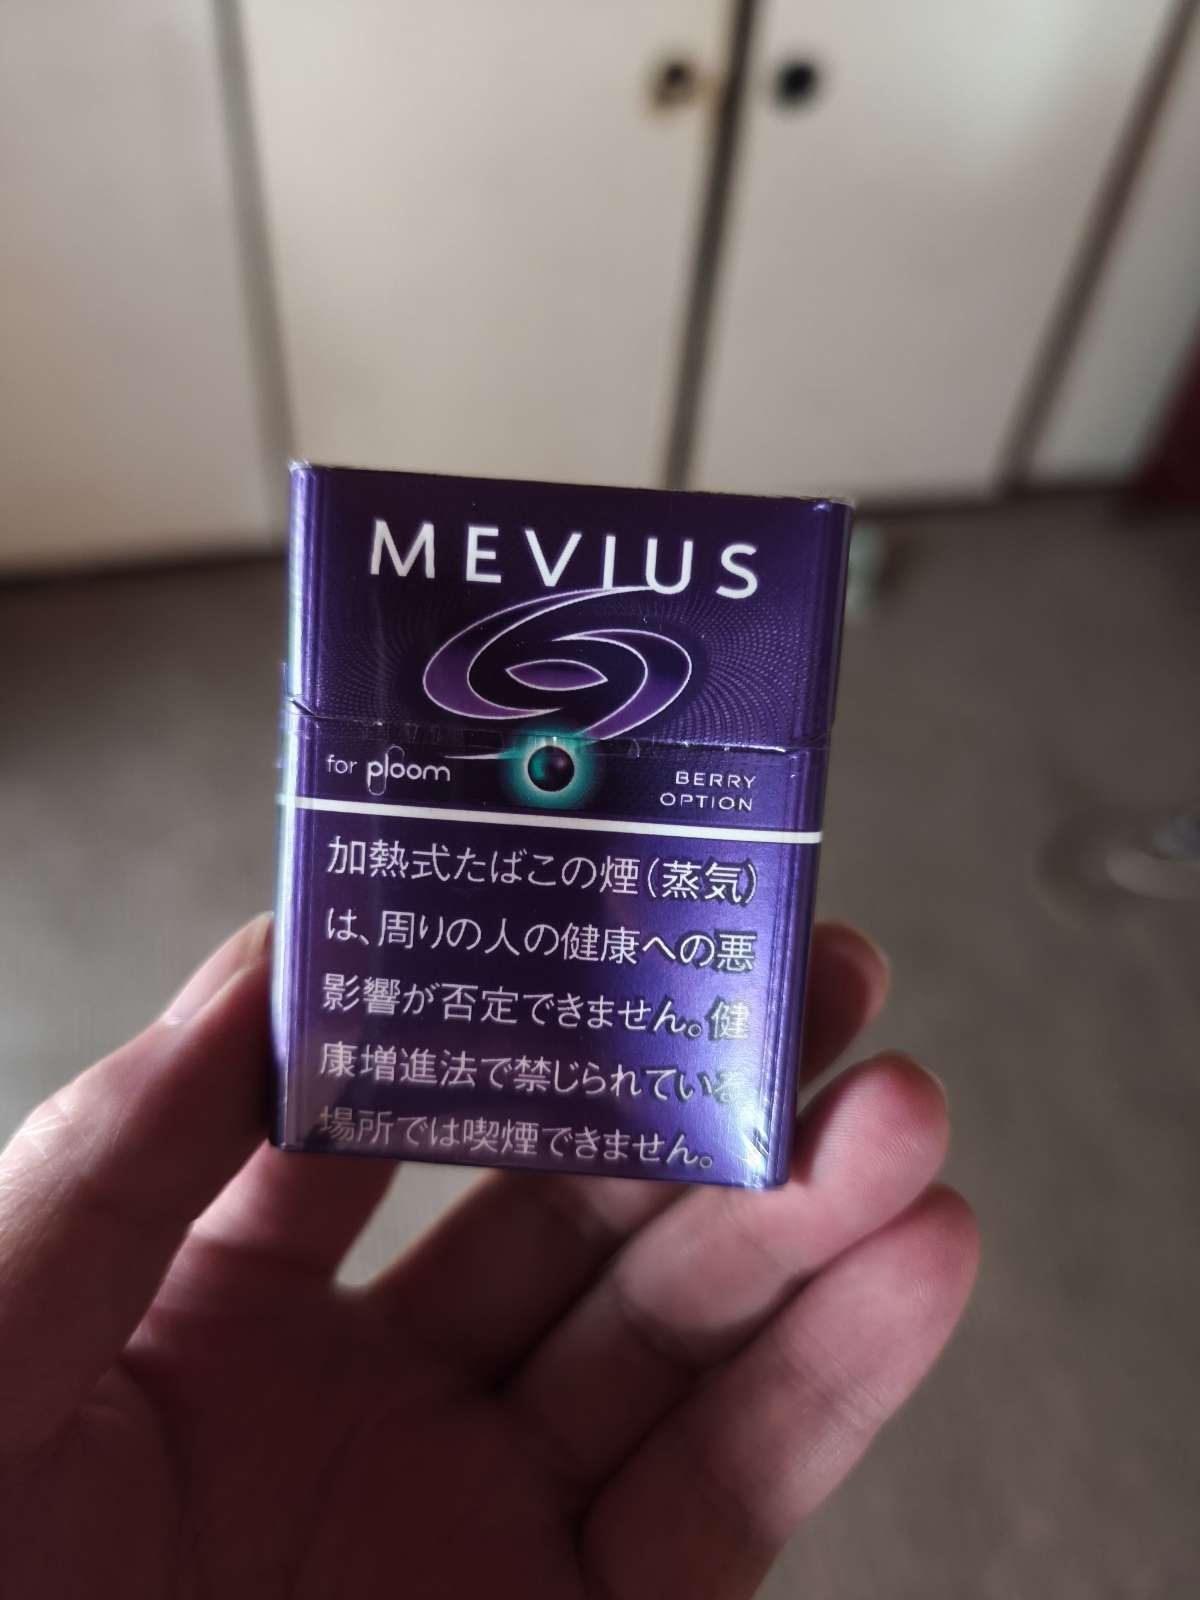 MEVIUS
for ploom
BERRY
OPTION
加熱式たばこの煙（蒸気）
は、周りの人の健康への悪
影響が否定できません。健
康増進法で禁じられている
場所では喫煙できません。